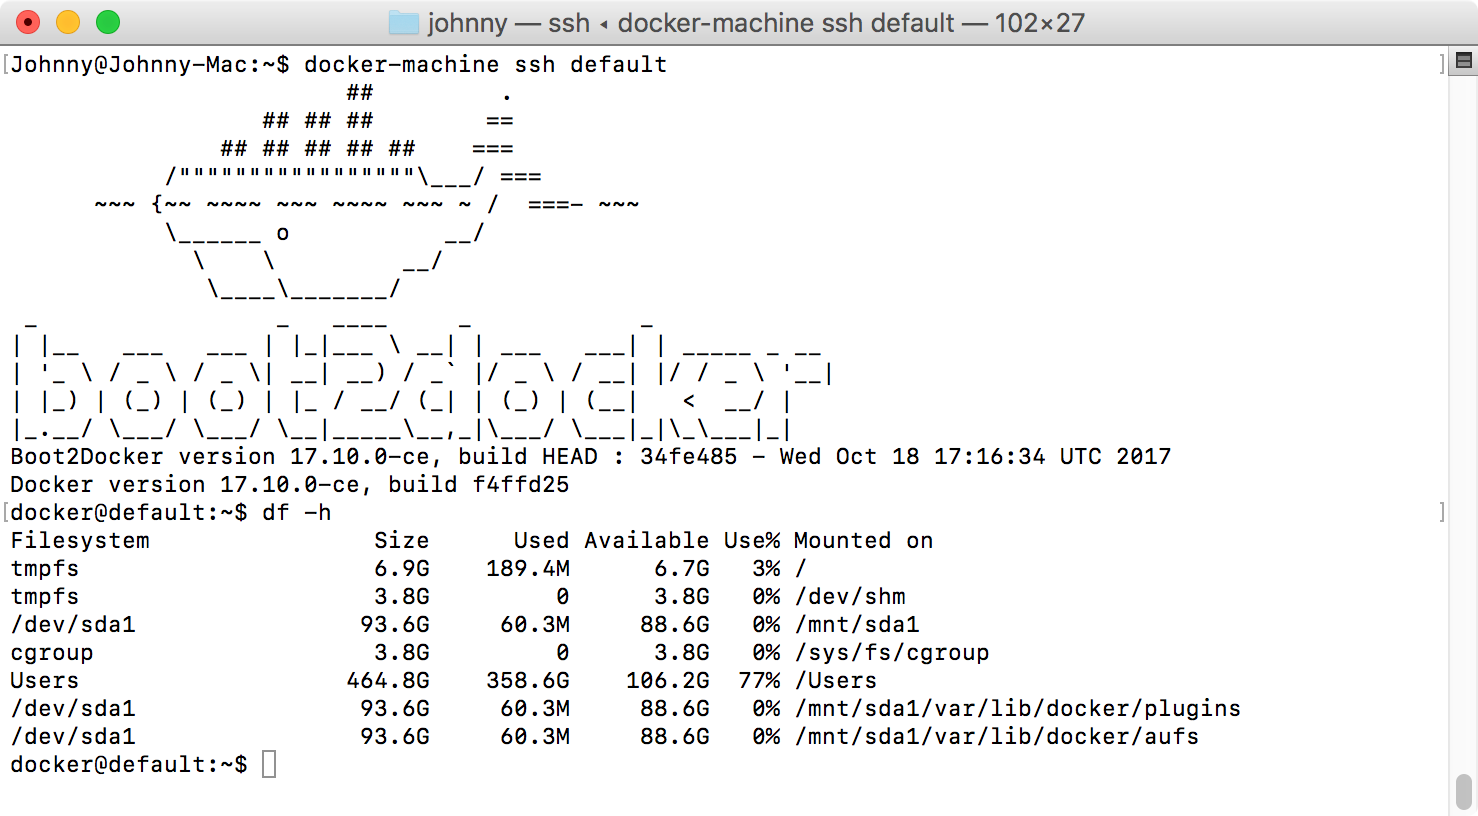 johnny — ssh ◂ docker-machine ssh default — 102×27
[Johnny@Johnny-Mac:~$ docker-machine ssh default ]
                        ##         .
                  ## ## ##        ==
               ## ## ## ## ##    ===
           /"""""""""""""""""\___/ ===
      ~~~ {~~ ~~~~ ~~~ ~~~~ ~~~ ~ /  ===- ~~~
           \______ o           __/
             \    \         __/
              \____\_______/
 _                 _   ____     _            _
| |__   ___   ___ | |_|___ \ __| | ___   ___| | _____ _ __
| '_ \ / _ \ / _ \| __| __) / _` |/ _ \ / __| |/ / _ \ '__|
| |_) | (_) | (_) | |_ / __/ (_| | (_) | (__|   <  __/ |
|_.__/ \___/ \___/ \__|_____\__,_|\___/ \___|_|\_\___|_|
Boot2Docker version 17.10.0-ce, build HEAD : 34fe485 - Wed Oct 18 17:16:34 UTC 2017
Docker version 17.10.0-ce, build f4ffd25
[docker@default:~$ df -h ]
Filesystem                Size      Used Available Use% Mounted on
tmpfs                     6.9G    189.4M      6.7G   3% /
tmpfs                     3.8G         0      3.8G   0% /dev/shm
/dev/sda1                93.6G     60.3M     88.6G   0% /mnt/sda1
cgroup                    3.8G         0      3.8G   0% /sys/fs/cgroup
Users                   464.8G    358.6G    106.2G  77% /Users
/dev/sda1                93.6G     60.3M     88.6G   0% /mnt/sda1/var/lib/docker/plugins
/dev/sda1                93.6G     60.3M     88.6G   0% /mnt/sda1/var/lib/docker/aufs
docker@default:~$